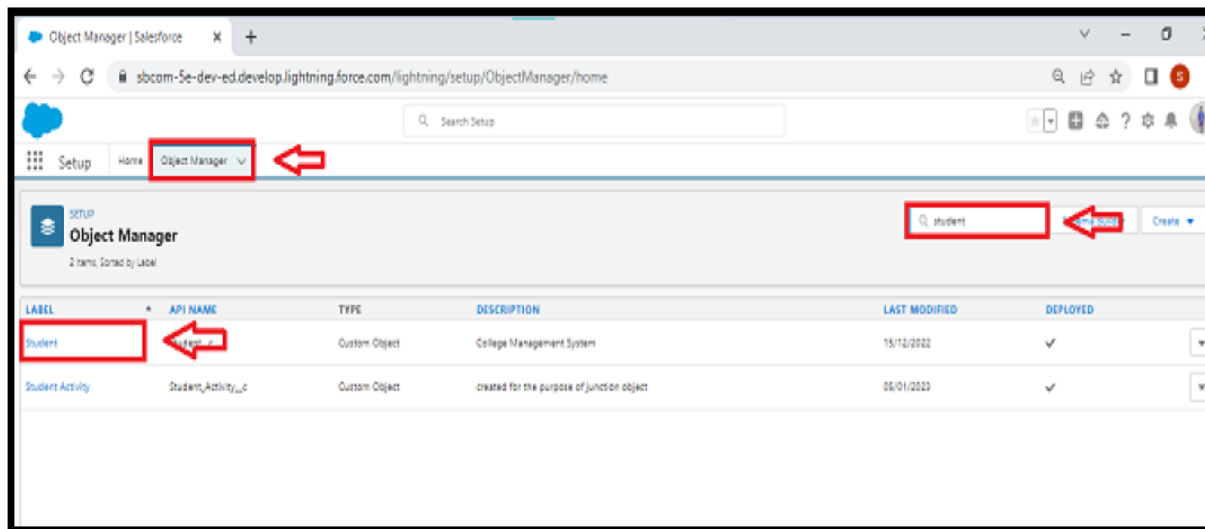 Object Manager | Salesforce
sbcom-5e-dev-ed.develop.lightning.force.com/lightning/setup/ObjectManager/home
S
Search Setup
Setup Home Object Manager
SETUP
Object Manager
2 Items, Sorted by Label
student
Create
LABEL API NAME TYPE DESCRIPTION LAST MODIFIED DEPLOYED
Student Custom Object College Management System 15/12/2022
Student Activity Student_Activity__c Custom Object created for the purpose of junction object 05/01/2023